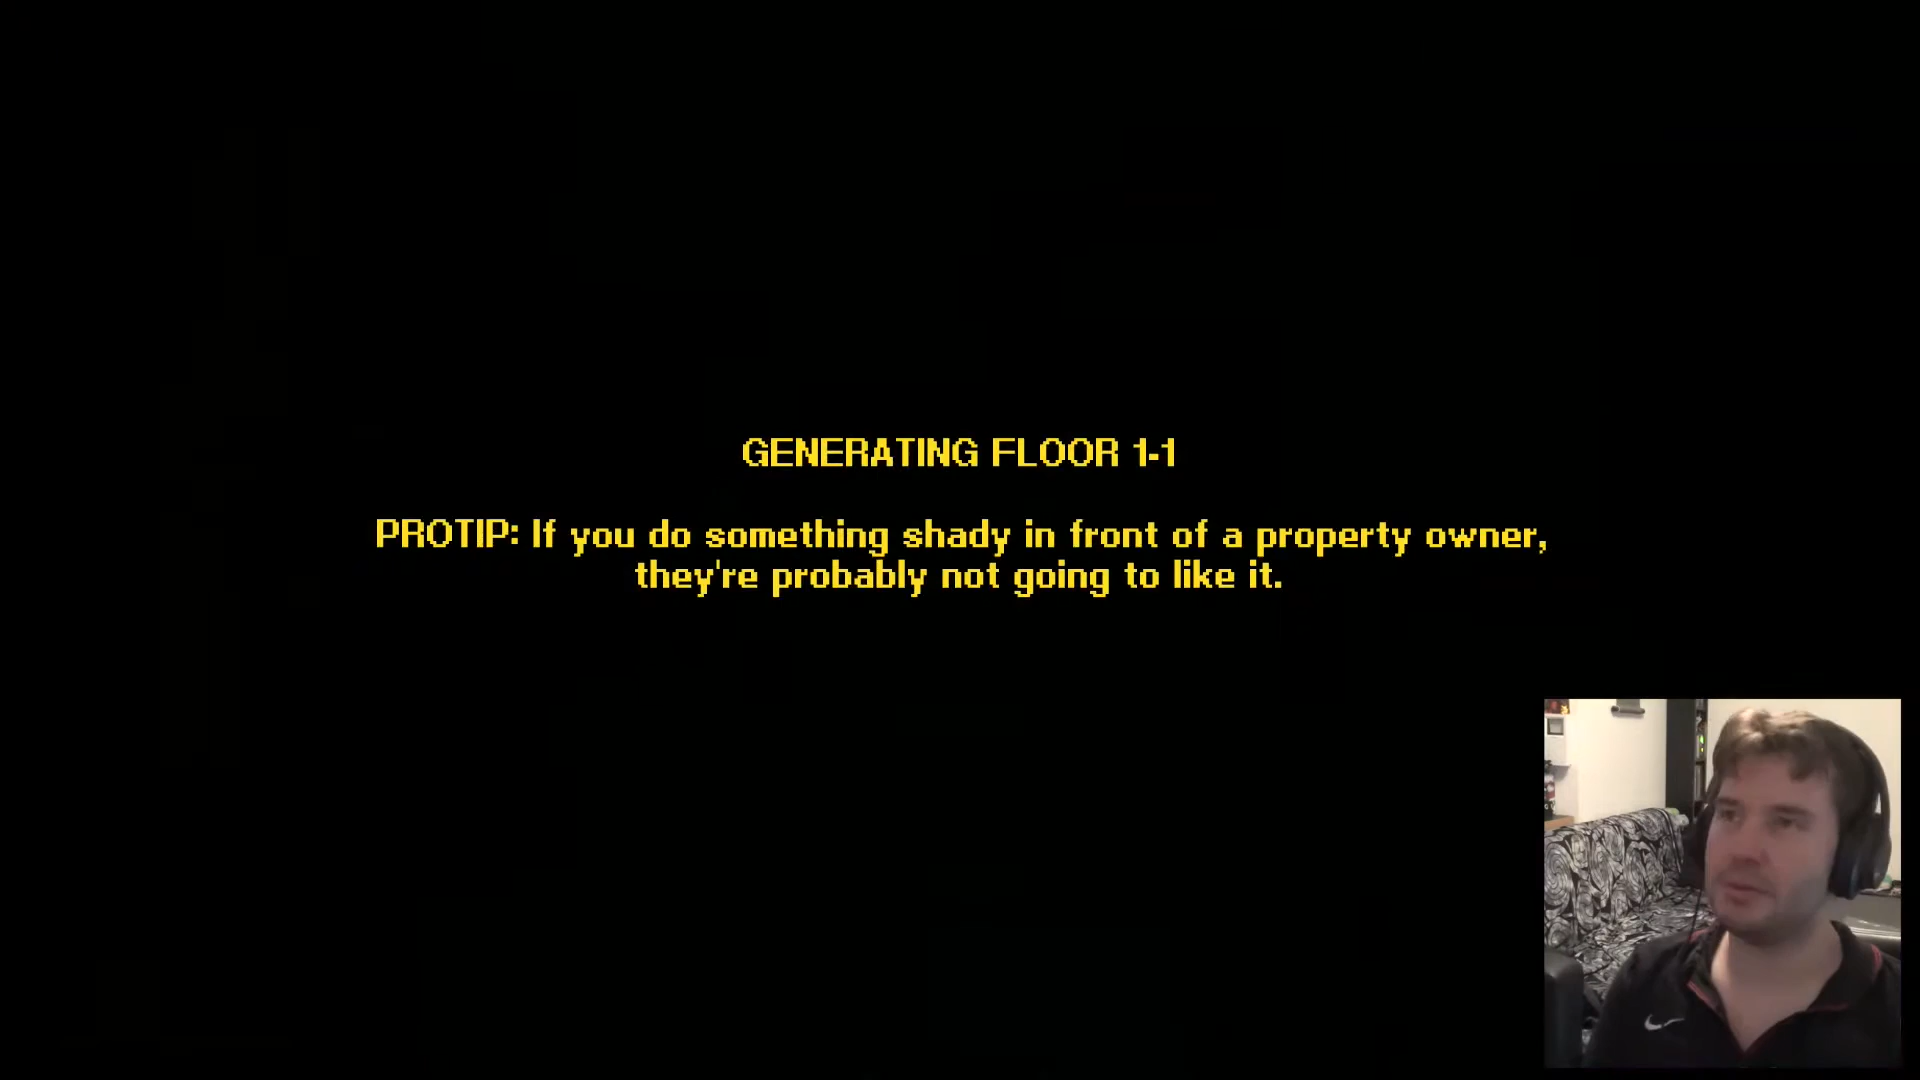 GENERATING FLOOR 1-1
PROTIP: If you do something shady in front of a property owner,
they're probably not going to like it.